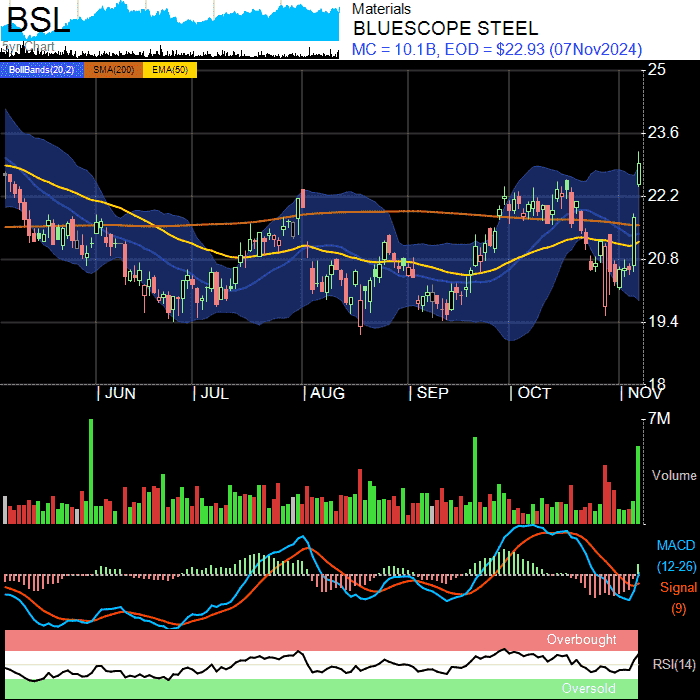 BSL
Materials
BLUESCOPE STEEL
MC = 10.1B, EOD = $22.93 (07Nov2024)
BollBands(20,2) SMA(200) EMA(50)
25
23.6
22.2
20.8
19.4
18
JUN JUL AUG SEP OCT NOV
7M
Volume
MACD
(12-26)
Signal
(9)
Overbought
RSI(14)
Oversold